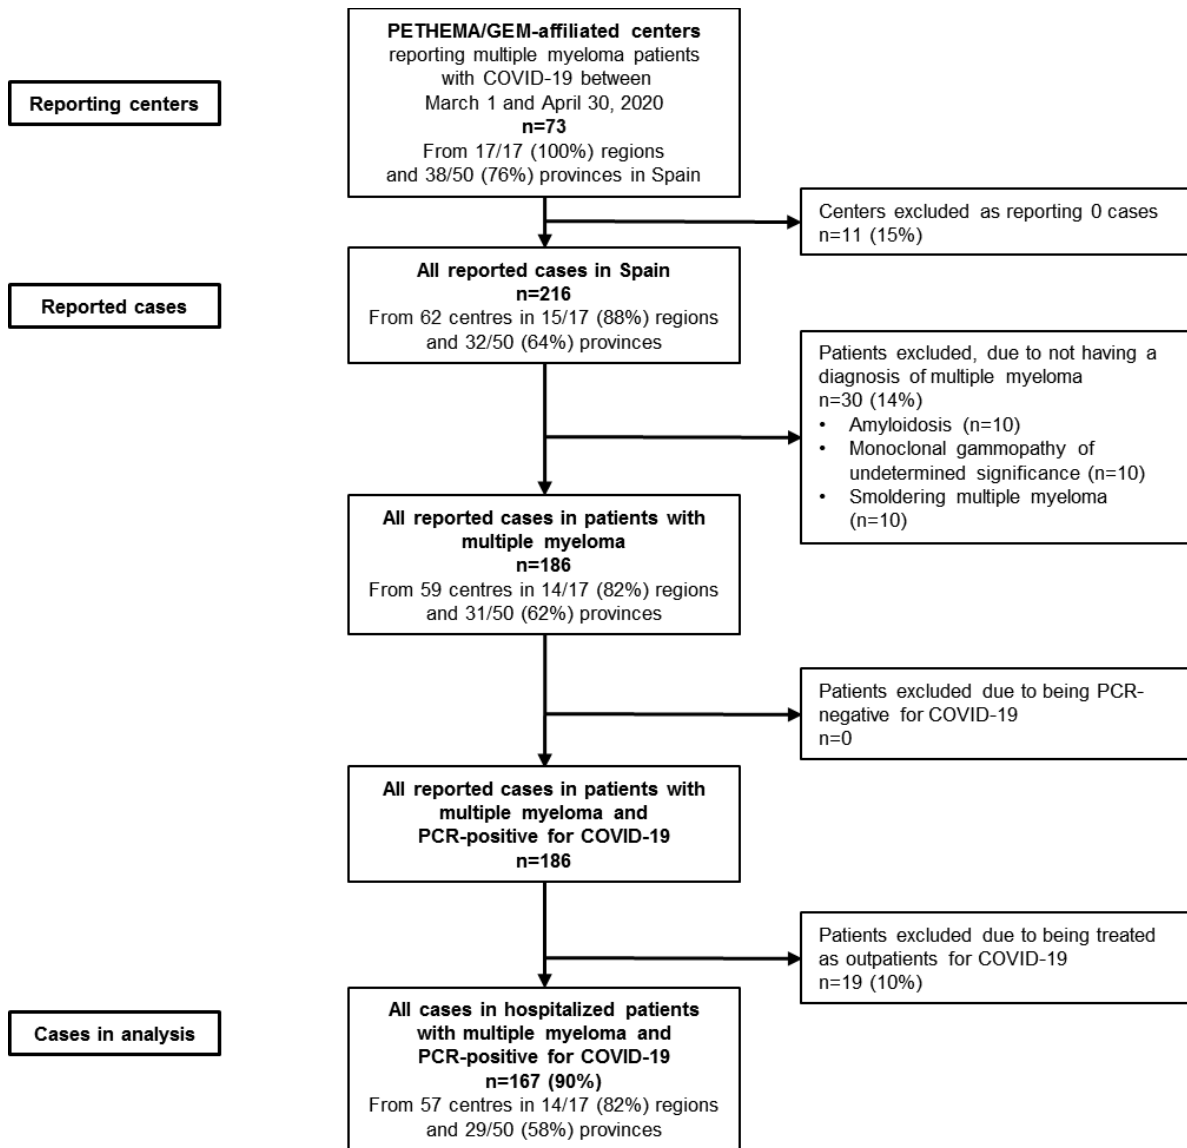 PETHEMA/GEM-affiliated centers
reporting multiple myeloma patients
with COVID-19 between
March 1 and April 30, 2020
n=73
From 17/17 (100%) regions
and 38/50 (76%) provinces in Spain
Reporting centers
Centers excluded as reporting 0 cases
n=11 (15%)
All reported cases in Spain
n=216
From 62 centres in 15/17 (88%) regions
and 32/50 (64%) provinces
Reported cases
Patients excluded, due to not having a
diagnosis of multiple myeloma
n=30 (14%)
• Amyloidosis (n=10)
• Monoclonal gammopathy of
undetermined significance (n=10)
• Smoldering multiple myeloma
(n=10)
All reported cases in patients with
multiple myeloma
n=186
From 59 centres in 14/17 (82%) regions
and 31/50 (62%) provinces
Patients excluded due to being PCR-
negative for COVID-19
n=0
All reported cases in patients with
multiple myeloma and
PCR-positive for COVID-19
n=186
Patients excluded due to being treated
as outpatients for COVID-19
n=19 (10%)
Cases in analysis
All cases in hospitalized patients
with multiple myeloma and
PCR-positive for COVID-19
n=167 (90%)
From 57 centres in 14/17 (82%) regions
and 29/50 (58%) provinces